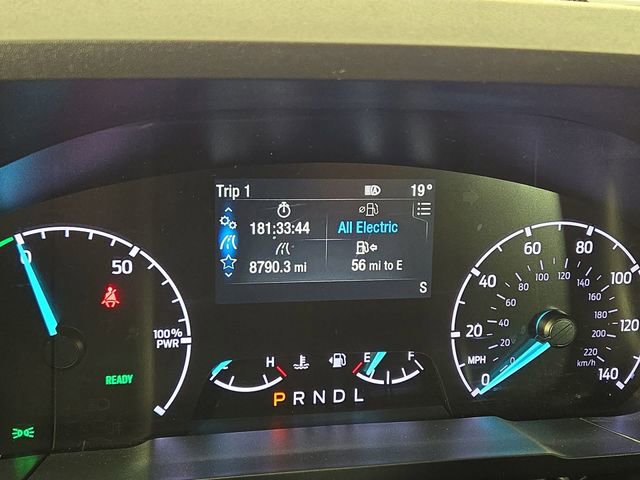 Trip 1 19°
181:33:44 All Electric
8790.3 mi 56 mi to E
S
0 50 100%
PWR
READY
C H E F
P R N D L
0 20 40 60 80 100 120 140
MPH
0 20 40 60 80 100 120 140 160 180 200 220
km/h